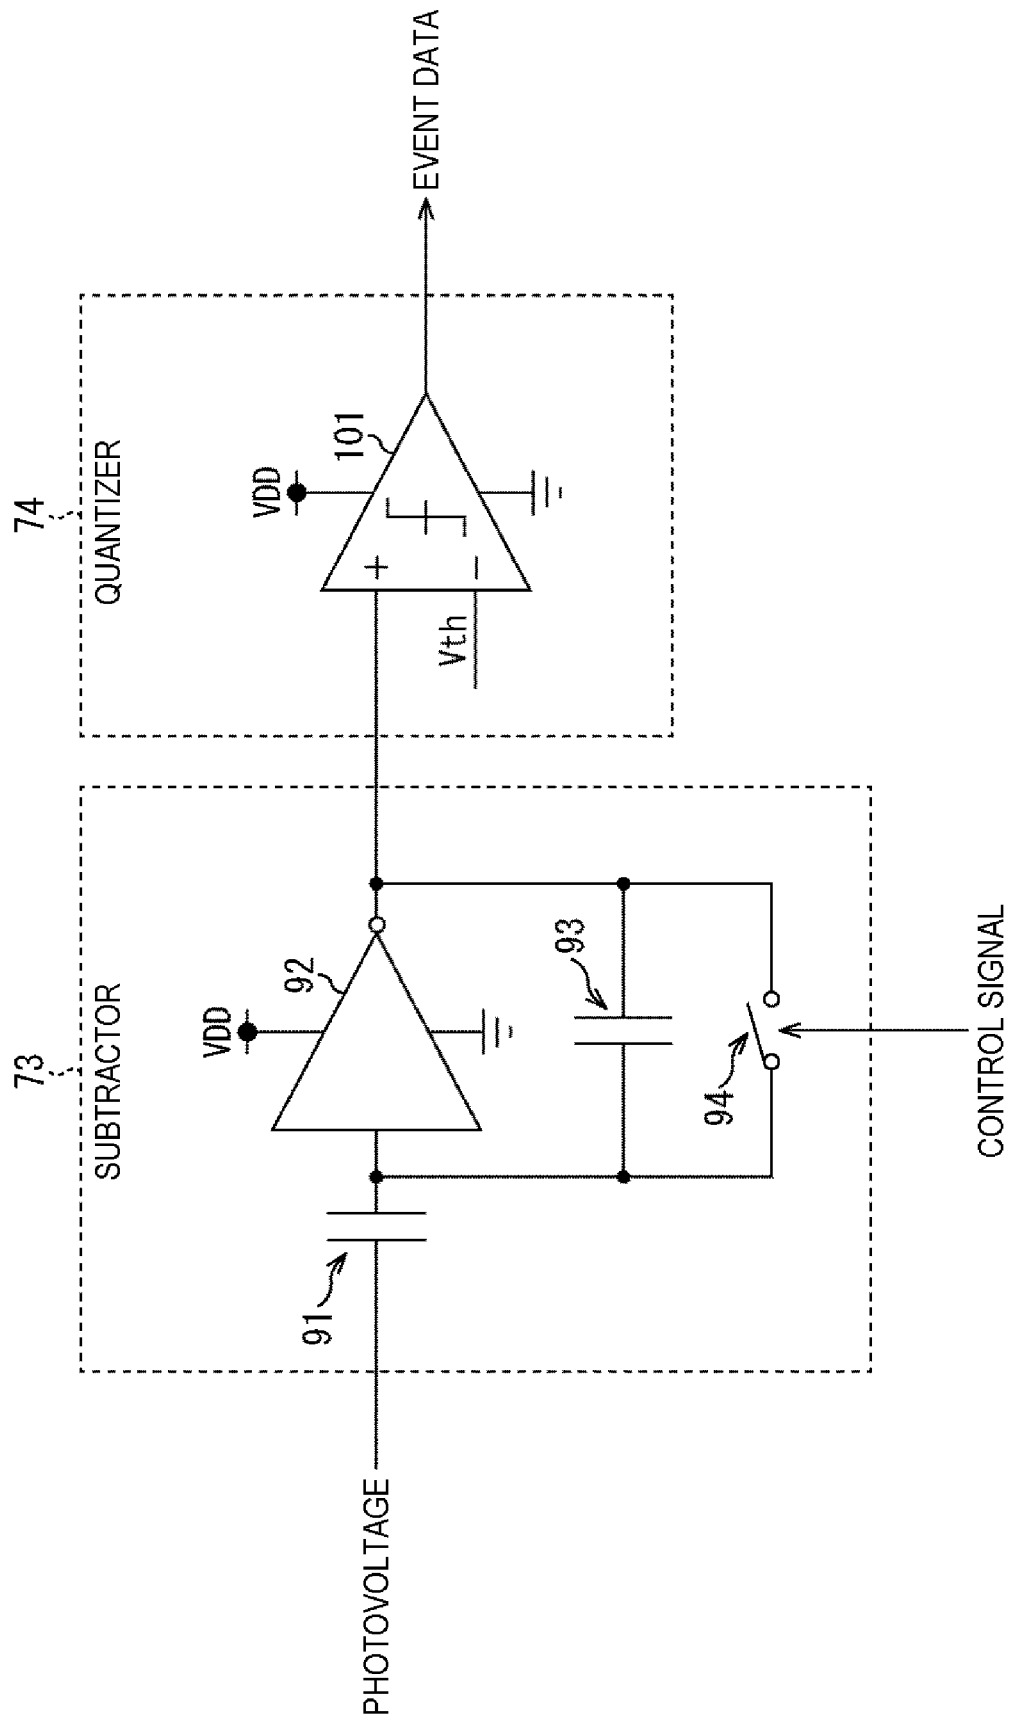 73
SUBTRACTOR
74
QUANTIZER
VDD
92
VDD
101
+
−
Vth
91
93
94
PHOTOVOLTAGE
EVENT DATA
CONTROL SIGNAL